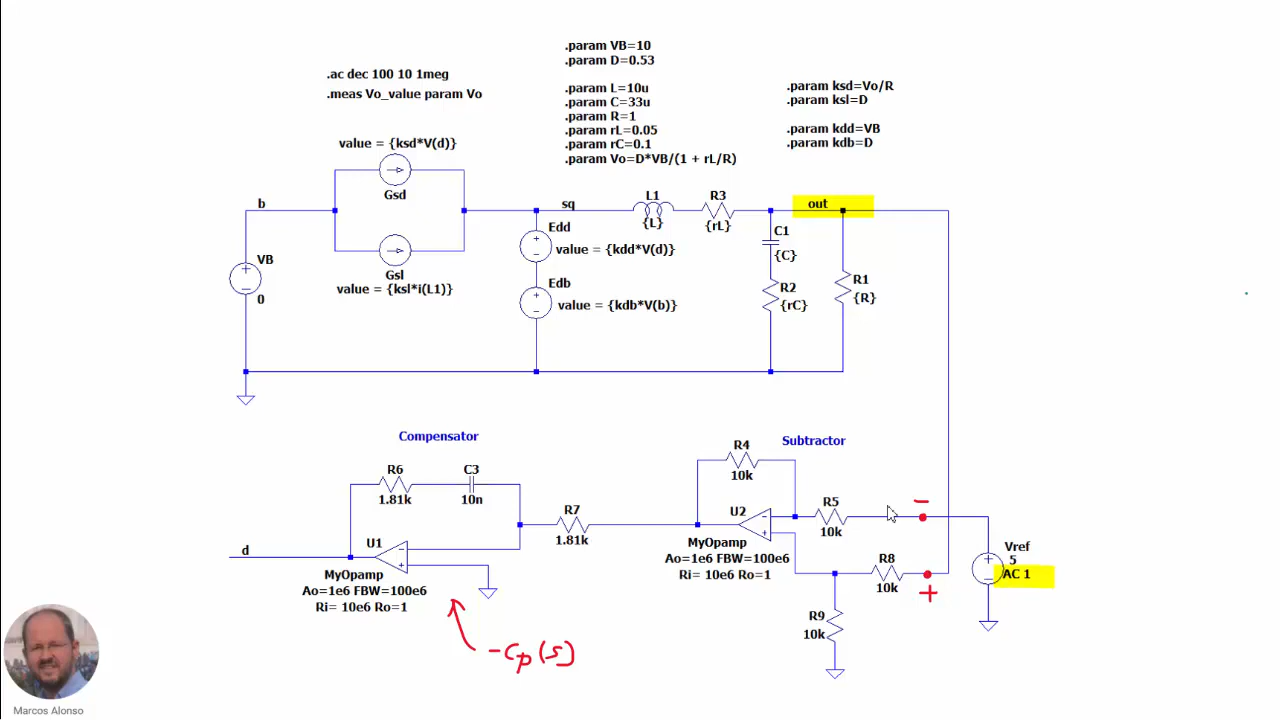 .param VB=10
.param D=0.53
.ac dec 100 10 1meg
.meas Vo_value param Vo
.param L=10u
.param C=33u
.param R=1
.param rL=0.05
.param rC=0.1
.param Vo=D*VB/(1 + rL/R)
.param ksd=Vo/R
.param ksl=D
.param kdd=VB
.param kdb=D
value = {ksd*V(d)}
Gsd
b
sq
L1
{L}
R3
{rL}
out
Edd
value = {kdd*V(d)}
C1
{C}
VB
0
Gsl
value = {ksl*i(L1)}
Edb
value = {kdb*V(b)}
R2
{rC}
R1
{R}
Compensator
Subtractor
R6
1.81k
C3
10n
R4
10k
R7
1.81k
U2
MyOpamp
Ao=1e6 FBW=100e6
Ri= 10e6 Ro=1
R5
10k
−
Vref
5
AC 1
d
U1
MyOpamp
Ao=1e6 FBW=100e6
Ri= 10e6 Ro=1
R8
10k
+
R9
10k
-Cp(s)
Marcos Alonso